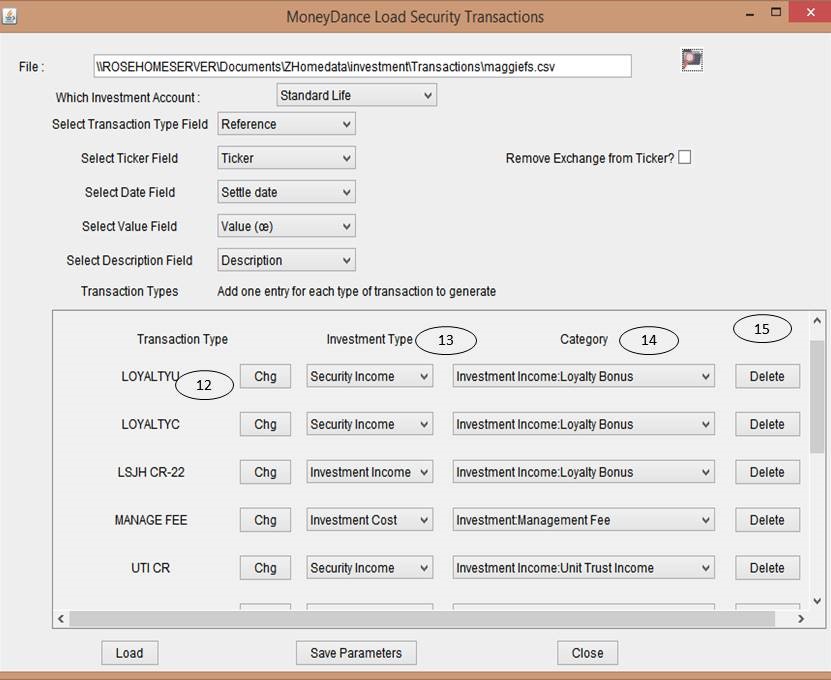 MoneyDance Load Security Transactions
File : \\ROSEHOMESERVER\Documents\ZHomedata\investment\Transactions\maggiefs.csv
Which Investment Account : Standard Life
Select Transaction Type Field Reference
Select Ticker Field Ticker Remove Exchange from Ticker?
Select Date Field Settle date
Select Value Field Value (œ)
Select Description Field Description
Transaction Types Add one entry for each type of transaction to generate
Transaction Type Investment Type 13 Category 14 15
LOYALTYU 12 Chg Security Income Investment Income:Loyalty Bonus Delete
LOYALTYC Chg Security Income Investment Income:Loyalty Bonus Delete
LSJH CR-22 Chg Investment Income Investment Income:Loyalty Bonus Delete
MANAGE FEE Chg Investment Cost Investment:Management Fee Delete
UTI CR Chg Security Income Investment Income:Unit Trust Income Delete
Load Save Parameters Close